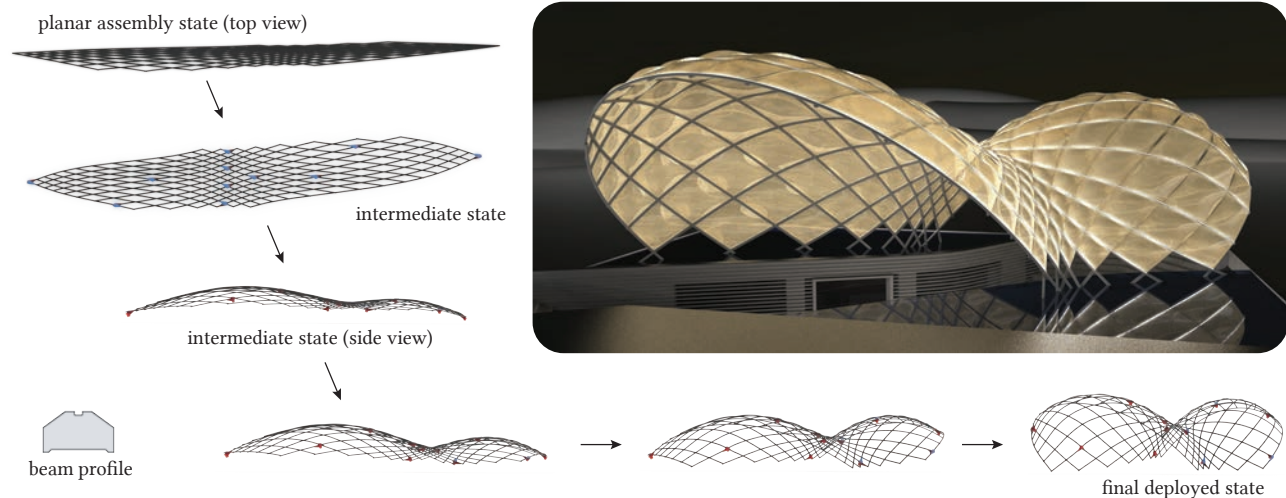 planar assembly state (top view)
intermediate state
intermediate state (side view)
beam profile
final deployed state